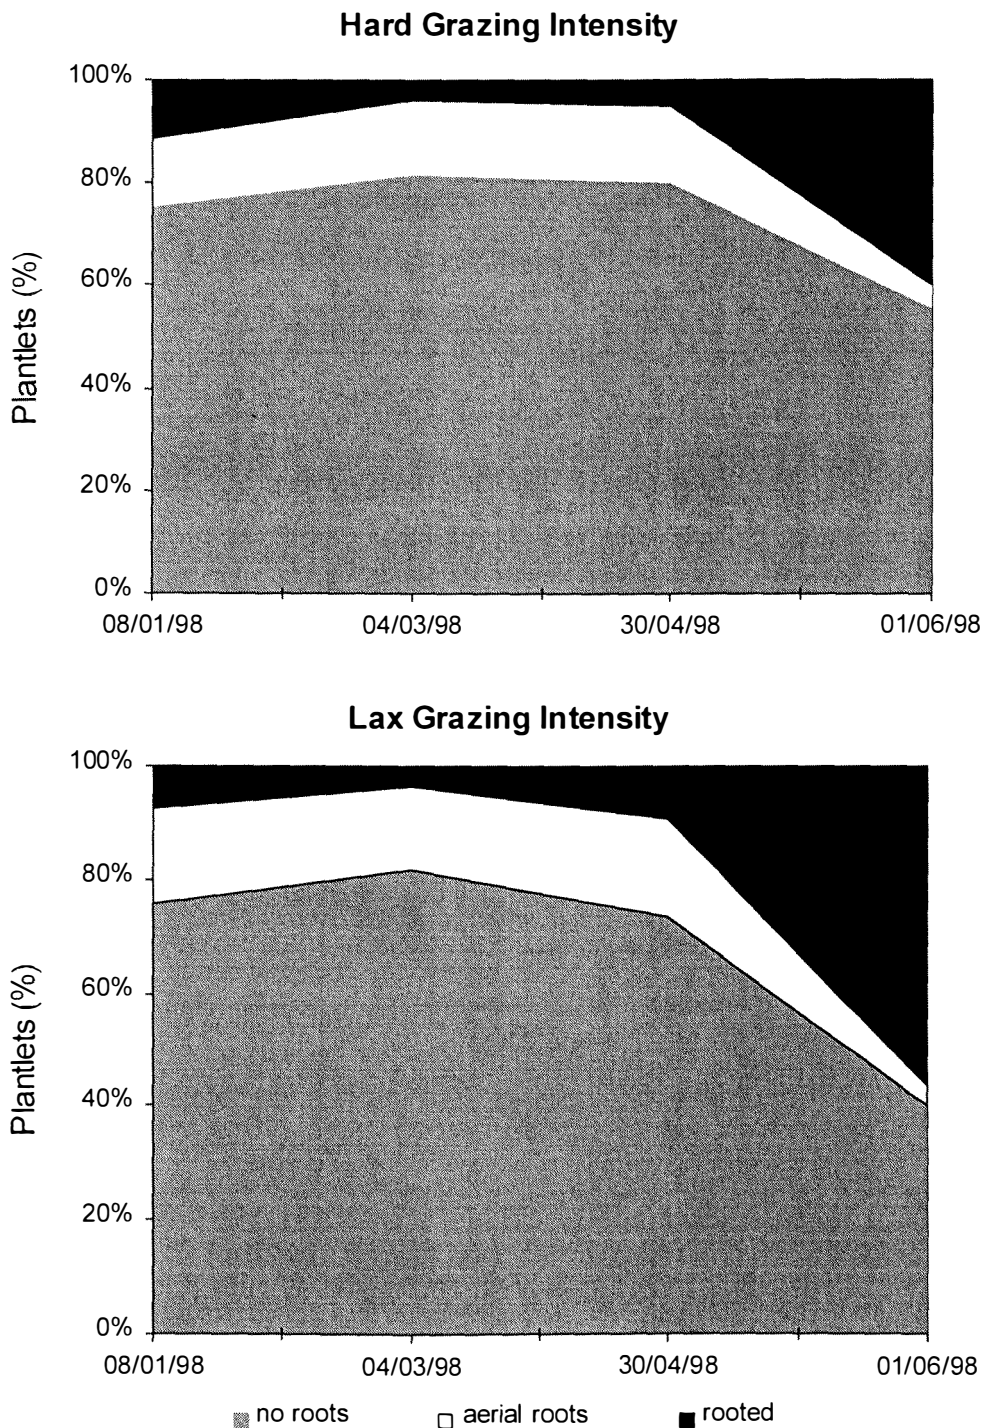 Hard Grazing Intensity
100%
80%
60%
40%
20%
0%
Plantlets (%)
08/01/98 04/03/98 30/04/98 01/06/98
Lax Grazing Intensity
100%
80%
60%
40%
20%
0%
Plantlets (%)
08/01/98 04/03/98 30/04/98 01/06/98
no roots aerial roots rooted